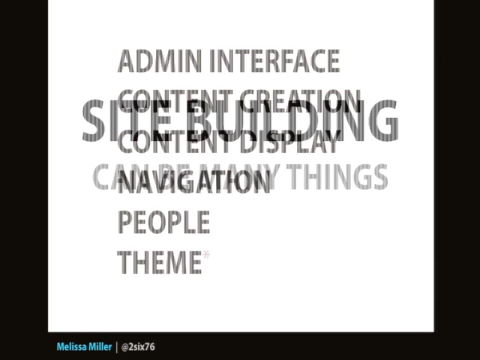 ADMIN INTERFACE
CONTENT CREATION
SITE BUILDING
CONTENT DISPLAY
CAN BE MANY THINGS
NAVIGATION
PEOPLE
THEME*
Melissa Miller | @2six76